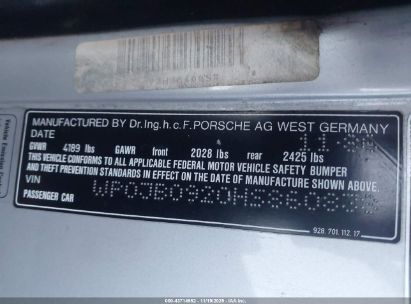 MANUFACTURED BY Dr.Ing.h.c.F.PORSCHE AG WEST GERMANY
DATE
GVWR 4189 lbs GAWR front 2028 lbs rear 2425 lbs
THIS VEHICLE CONFORMS TO ALL APPLICABLE FEDERAL MOTOR VEHICLE SAFETY BUMPER
AND THEFT PREVENTION STANDARDS IN EFFECT ON THE DATE OF MANUFACTURE SHOWN ABOVE
VIN
PASSENGER CAR
928. 701. 112. 17